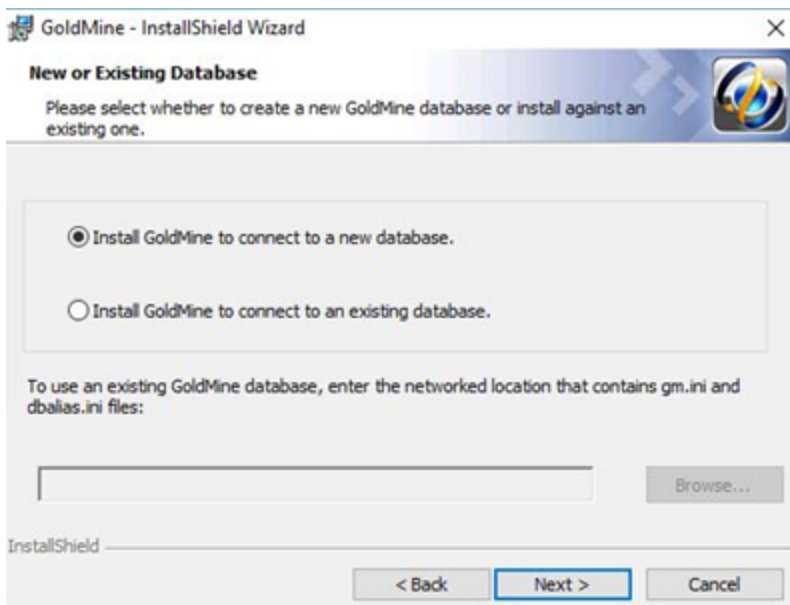 GoldMine - InstallShield Wizard
New or Existing Database
Please select whether to create a new GoldMine database or install against an
existing one.
Install GoldMine to connect to a new database.
Install GoldMine to connect to an existing database.
To use an existing GoldMine database, enter the networked location that contains gm.ini and
dbalias.ini files:
Browse...
InstallShield
< Back Next > Cancel